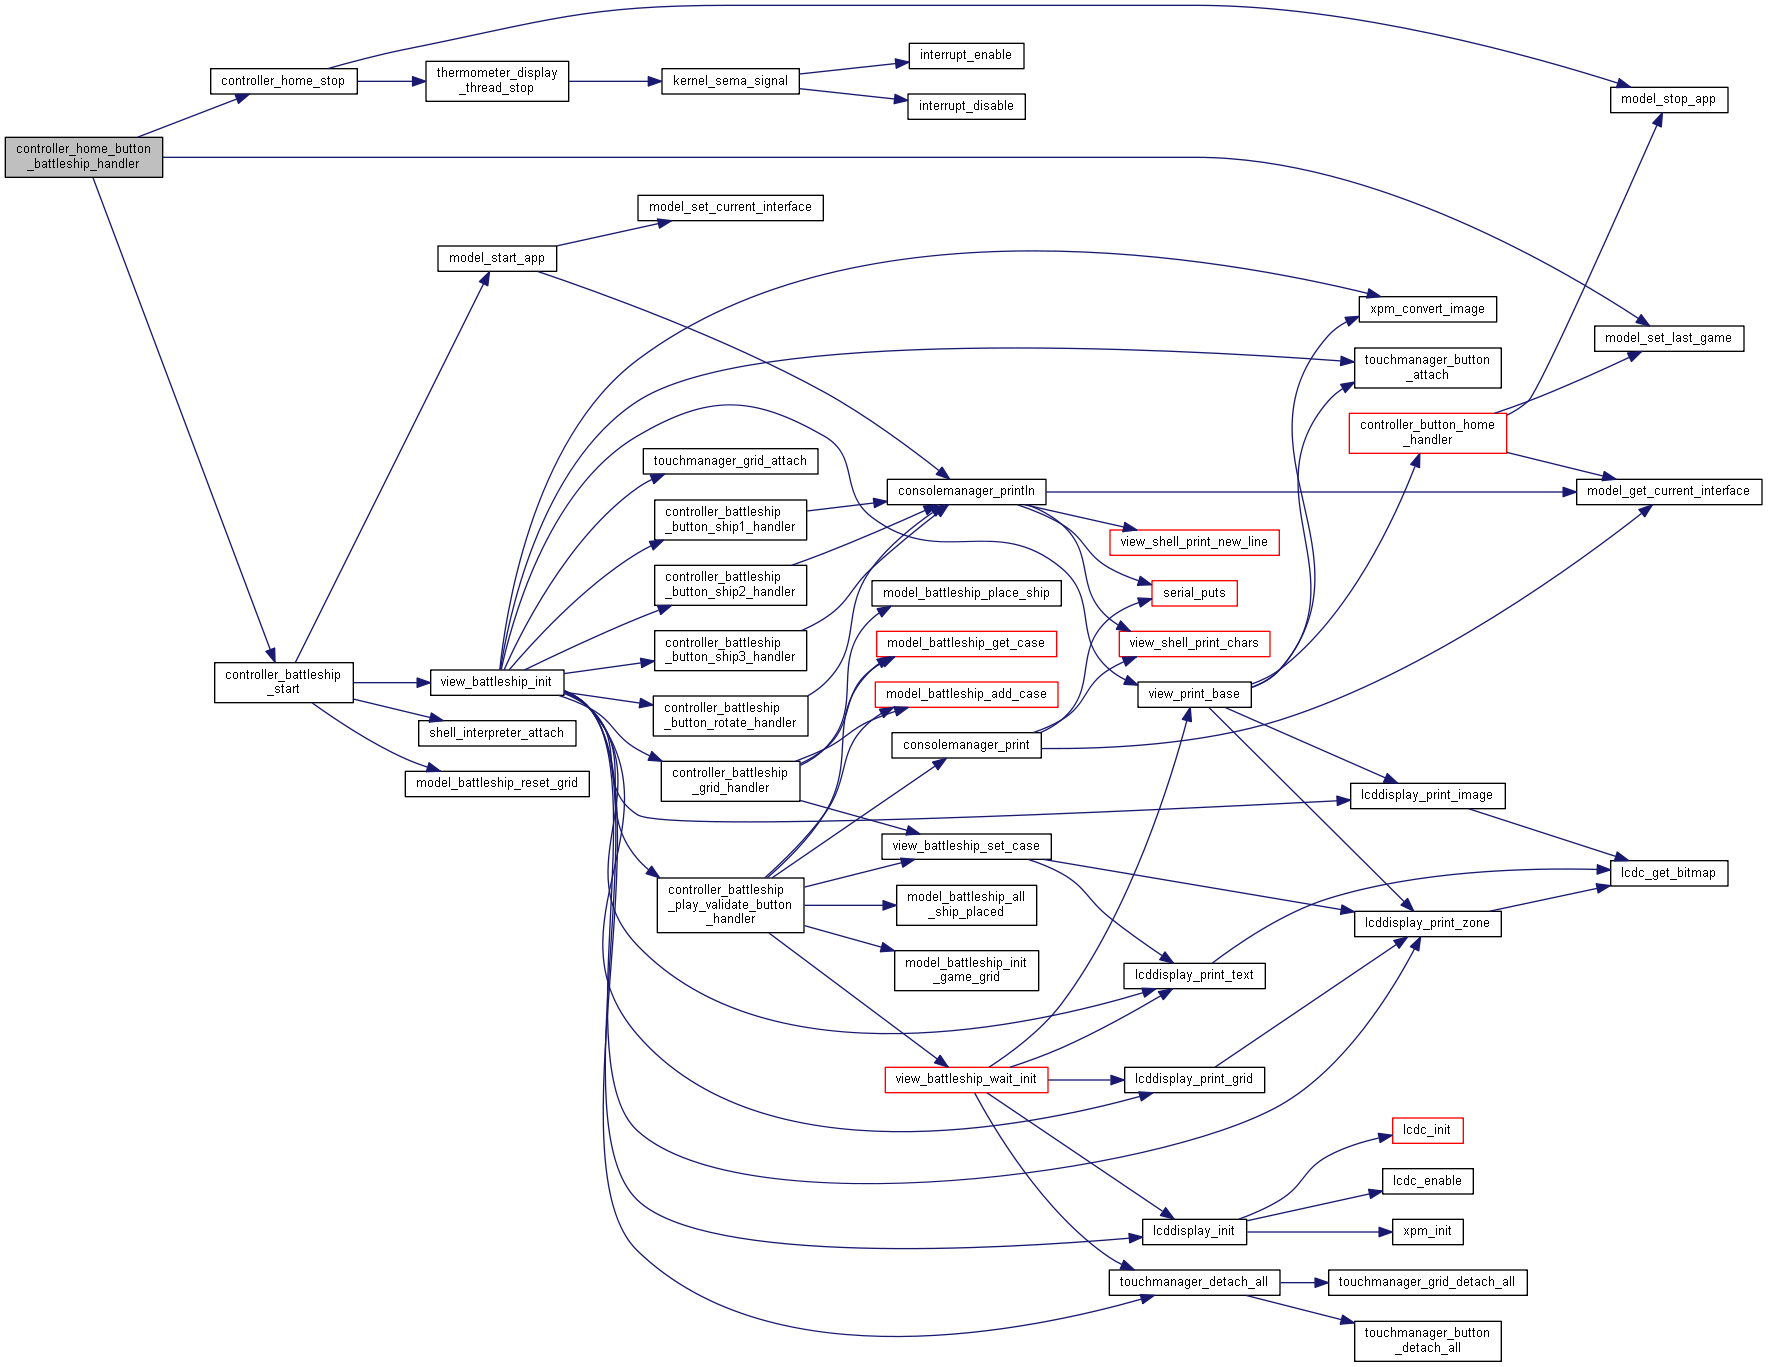 controller_home_button
_battleship_handler
controller_home_stop
thermometer_display
_thread_stop
kernel_sema_signal
interrupt_enable
interrupt_disable
model_stop_app
model_set_current_interface
model_start_app
xpm_convert_image
model_set_last_game
touchmanager_button
_attach
controller_button_home
_handler
touchmanager_grid_attach
consolemanager_println
model_get_current_interface
controller_battleship
_button_ship1_handler
view_shell_print_new_line
controller_battleship
_button_ship2_handler
model_battleship_place_ship
serial_puts
controller_battleship
_button_ship3_handler
model_battleship_get_case
view_shell_print_chars
controller_battleship
_start
view_battleship_init
model_battleship_add_case
view_print_base
controller_battleship
_button_rotate_handler
shell_interpreter_attach
consolemanager_print
model_battleship_reset_grid
controller_battleship
_grid_handler
lcddisplay_print_image
view_battleship_set_case
lcdc_get_bitmap
controller_battleship
_play_validate_button
_handler
model_battleship_all
_ship_placed
lcddisplay_print_zone
model_battleship_init
_game_grid
lcddisplay_print_text
view_battleship_wait_init
lcddisplay_print_grid
lcdc_init
lcdc_enable
lcddisplay_init
xpm_init
touchmanager_detach_all
touchmanager_grid_detach_all
touchmanager_button
_detach_all